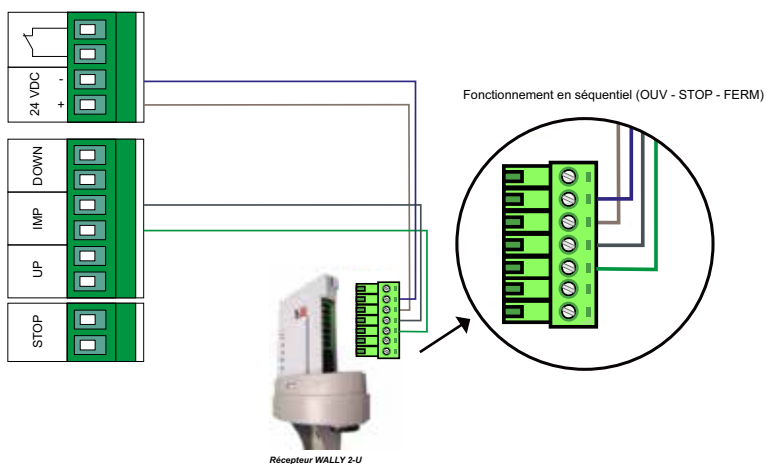 24 VDC
-
+
DOWN
IMP
UP
STOP
Fonctionnement en séquentiel (OUV - STOP - FERM)
Récepteur WALLY 2-U